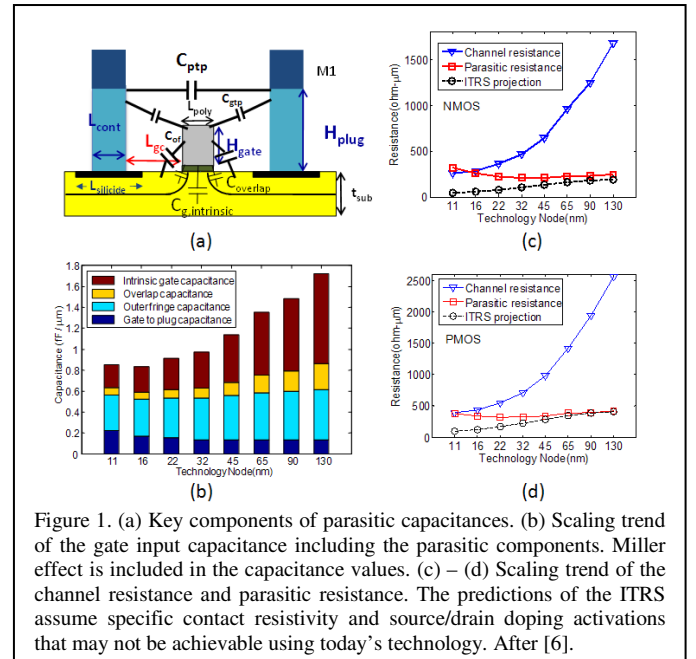 C_ptp
M1
L_poly
C_gtp
L_cont
C_of
H_gate
H_plug
L_gc
L_silicide
C_overlap
t_sub
C_g,intrinsic
(a)
1500
1000
500
0
Resistance(ohm-μm)
Channel resistance
Parasitic resistance
ITRS projection
NMOS
11 16 22 32 45 65 90 130
Technology Node(nm)
(c)
1.8
1.6
1.4
1.2
1
0.8
0.6
0.4
0.2
0
Capacitance (fF / μm)
Intrinsic gate capacitance
Overlap capacitance
Outer fringe capacitance
Gate to plug capacitance
11 16 22 32 45 65 90 130
Technology Node(nm)
(b)
2500
2000
1500
1000
500
0
Resistance(ohm-μm)
Channel resistance
Parasitic resistance
ITRS projection
PMOS
11 16 22 32 45 65 90 130
Technology Node(nm)
(d)
Figure 1. (a) Key components of parasitic capacitances. (b) Scaling trend
of the gate input capacitance including the parasitic components. Miller
effect is included in the capacitance values. (c) – (d) Scaling trend of the
channel resistance and parasitic resistance. The predictions of the ITRS
assume specific contact resistivity and source/drain doping activations
that may not be achievable using today's technology. After [6].